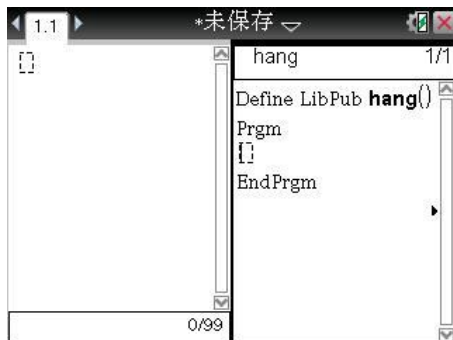 1.1
*未保存
hang 1/1
Define LibPub hang()
Prgm
EndPrgm
0/99